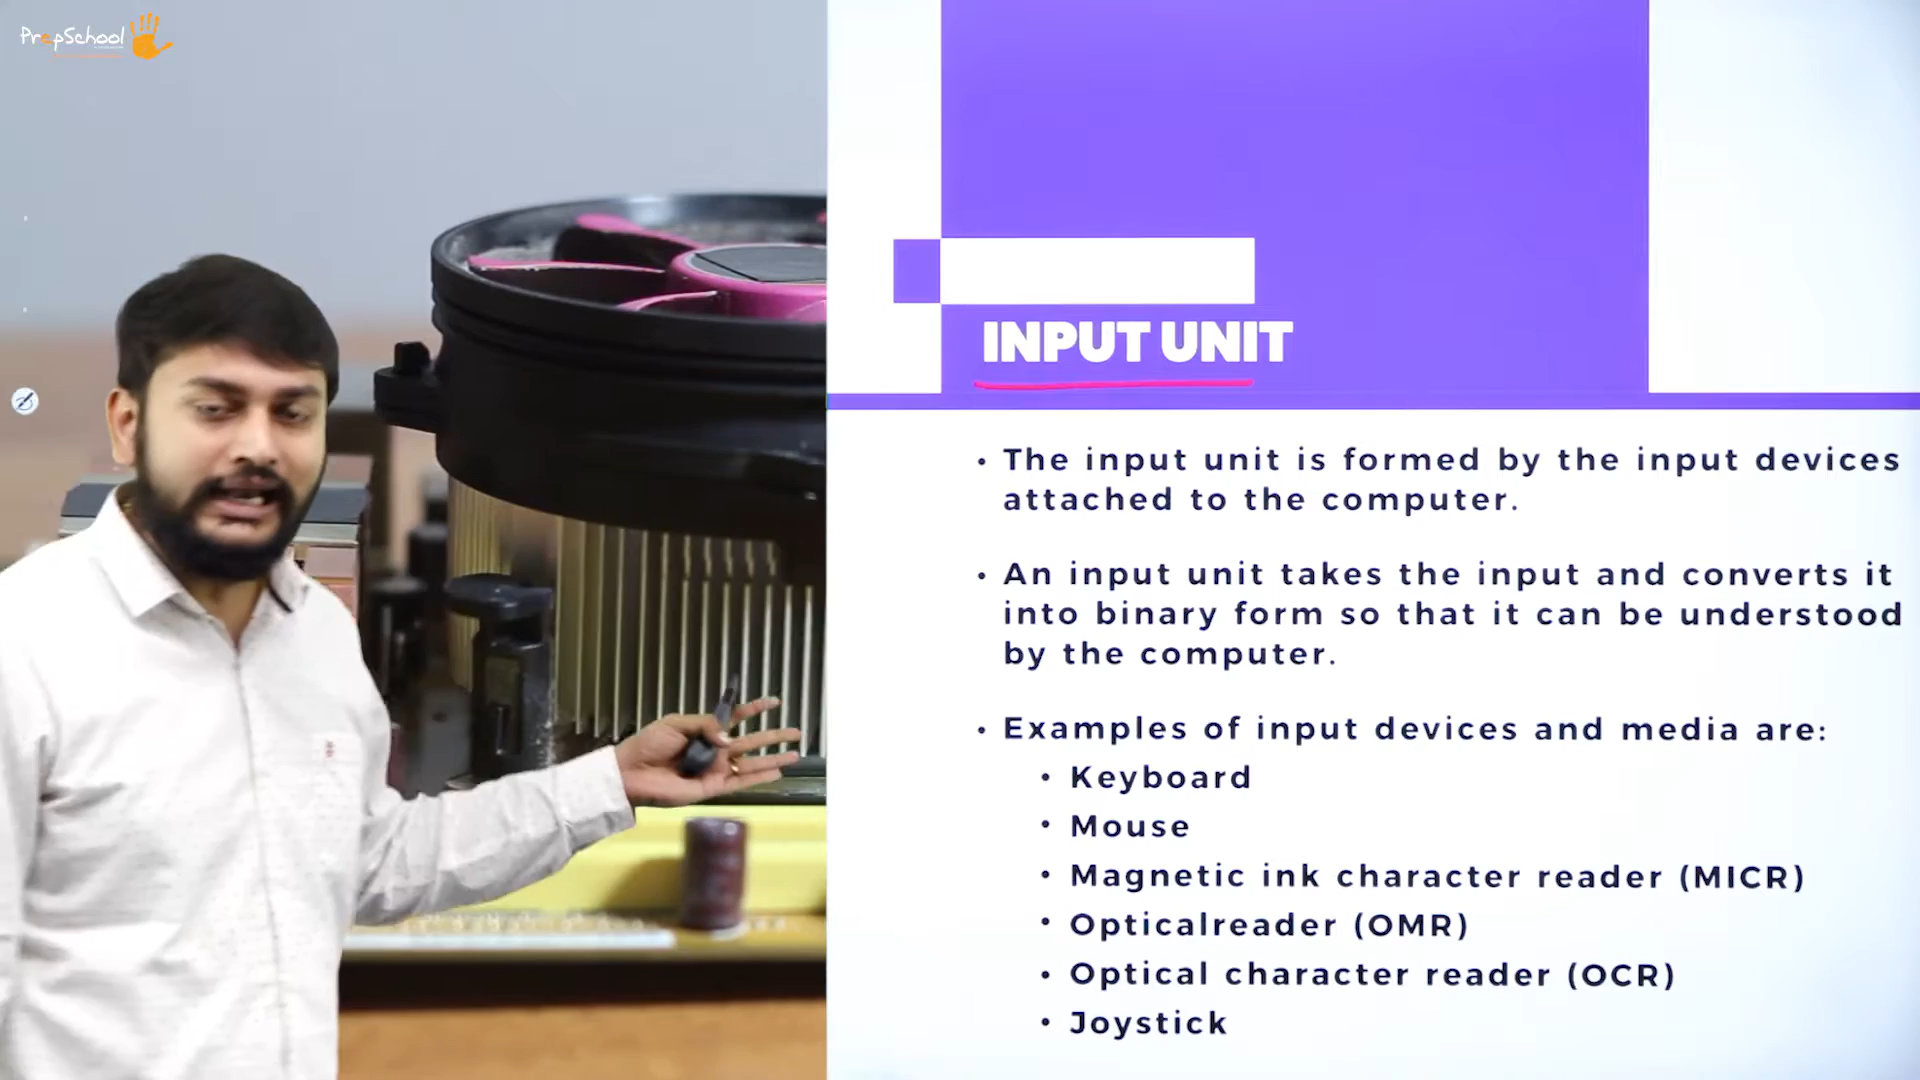 PrepSchool
INPUT UNIT
• The input unit is formed by the input devices
attached to the computer.
• An input unit takes the input and converts it
into binary form so that it can be understood
by the computer.
• Examples of input devices and media are:
• Keyboard
• Mouse
• Magnetic ink character reader (MICR)
• Opticalreader (OMR)
• Optical character reader (OCR)
• Joystick